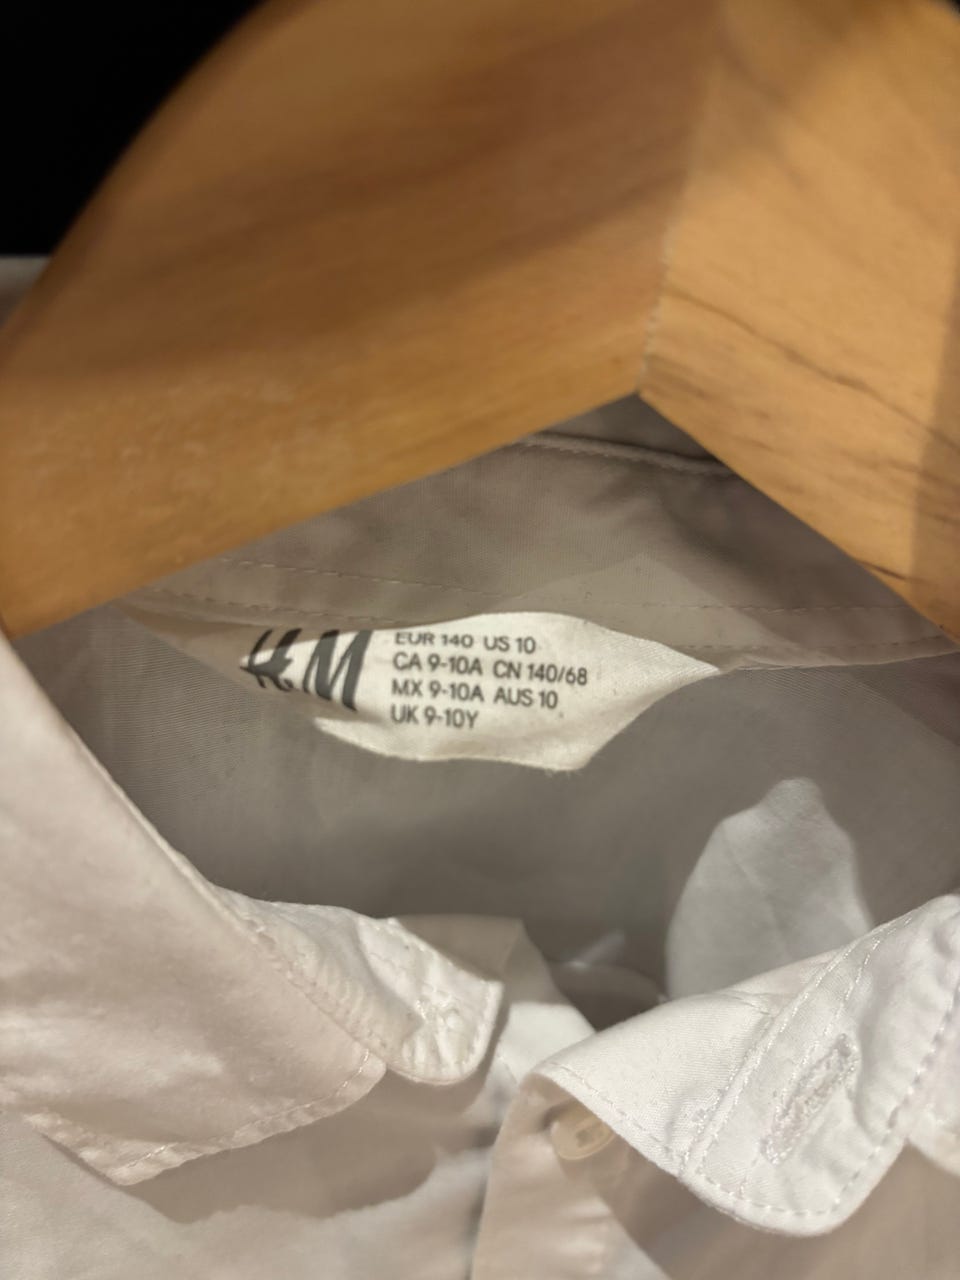 H&M
EUR 140 US 10
CA 9-10A CN 140/68
MX 9-10A AUS 10
UK 9-10Y